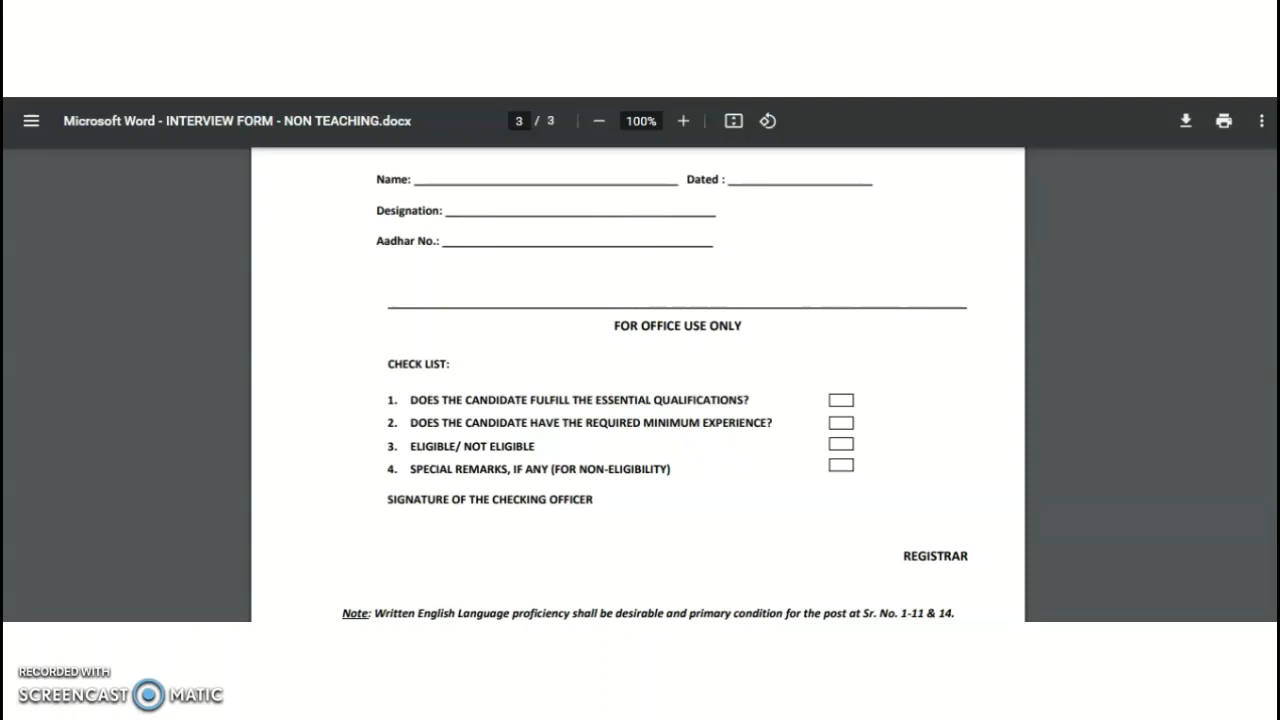 Microsoft Word - INTERVIEW FORM - NON TEACHING.docx 3 / 3 100%
Name: Dated :
Designation:
Aadhar No.:
FOR OFFICE USE ONLY
CHECK LIST:
1. DOES THE CANDIDATE FULFILL THE ESSENTIAL QUALIFICATIONS?
2. DOES THE CANDIDATE HAVE THE REQUIRED MINIMUM EXPERIENCE?
3. ELIGIBLE/ NOT ELIGIBLE
4. SPECIAL REMARKS, IF ANY (FOR NON-ELIGIBILITY)
SIGNATURE OF THE CHECKING OFFICER
REGISTRAR
Note: Written English Language proficiency shall be desirable and primary condition for the post at Sr. No. 1-11 & 14.
RECORDED WITH
SCREENCAST MATIC